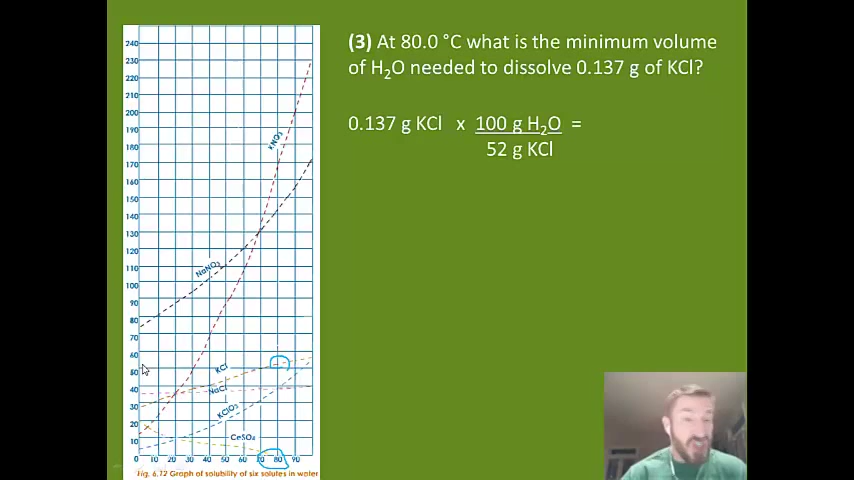 (3) At 80.0 °C what is the minimum volume
of H₂O needed to dissolve 0.137 g of KCl?
0.137 g KCl x 100 g H₂O =
52 g KCl
240
230
220
210
200
190
180
170
160
150
140
130
120
110
100
90
80
70
60
50
40
30
20
10
KNO₃
NaNO₃
KCl
NaCl
KClO₃
CeSO₄
0 10 20 30 40 50 60 70 80 90
Fig. 6.12 Graph of solubility of six solutes in water